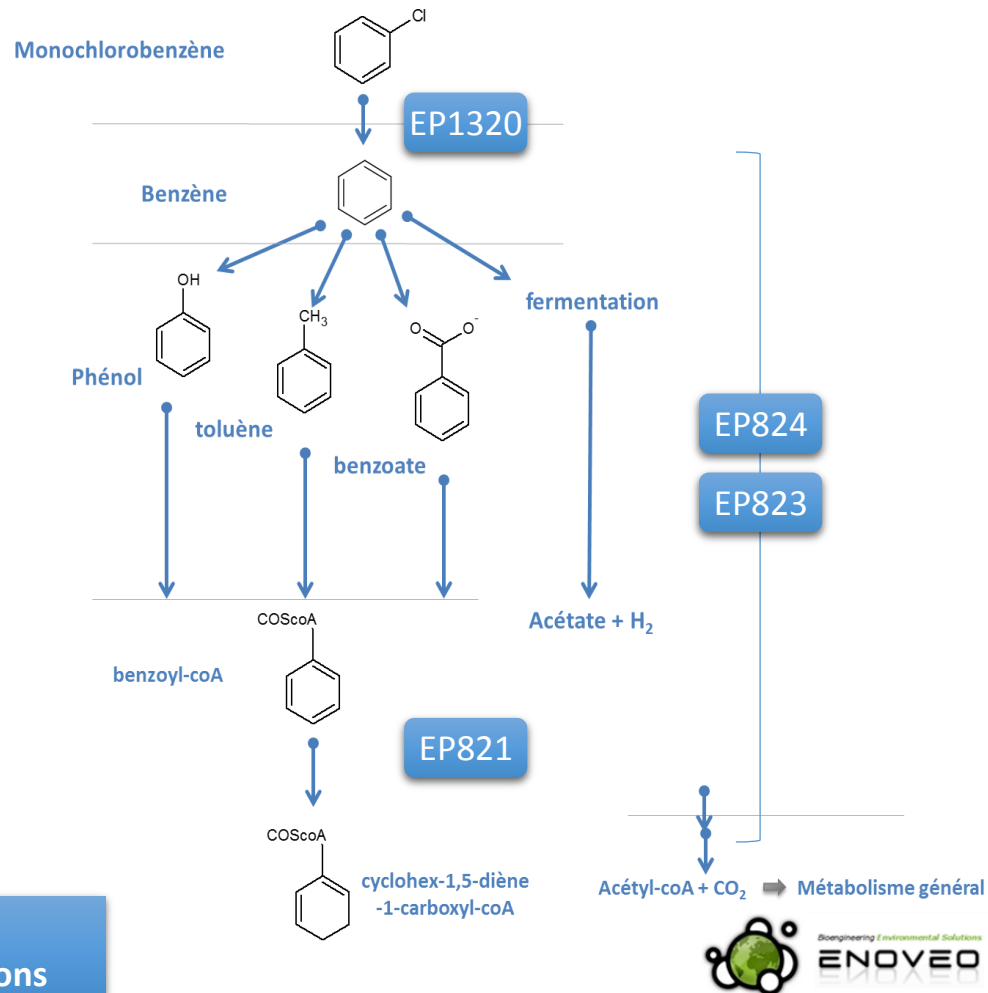 Cl
Monochlorobenzène
EP1320
Benzène
OH
CH3
fermentation
O O-
Phénol
toluène
benzoate
EP824
EP823
COScoA
Acétate + H2
benzoyl-coA
EP821
COScoA
cyclohex-1,5-diène
-1-carboxyl-coA
Acétyl-coA + CO2 Métabolisme général
Bioengineering Environmental Solutions
ENOVEO
ons